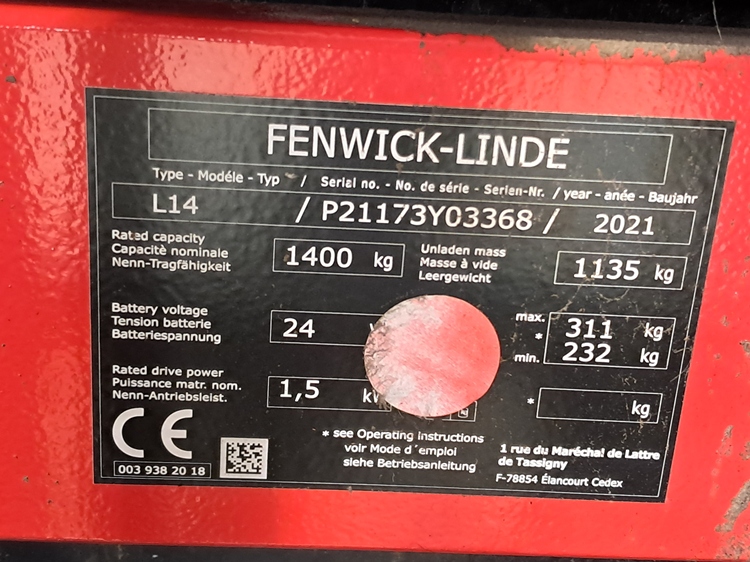 FENWICK-LINDE
Type - Modéle - Typ / Serial no. - No. de série - Serien-Nr. / year - anée - Baujahr
L14 / P21173Y03368 / 2021
Rated capacity
Capacitè nominale
Nenn-Tragfähigkeit
1400 kg
Unladen mass
Masse à vide
Leergewicht
1135 kg
Battery voltage
Tension batterie
Batteriespannung
24
max. 311 kg
*
min. 232 kg
Rated drive power
Puissance matr. nom.
Nenn-Antriebsleist.
1,5
* kg
CE
003 938 20 18
* see Operating Instructions
voir Mode d´emploi
siehe Betriebsanleitung
1 rue du Maréchal de Lattre
de Tassigny
F-78854 Élancourt Cedex